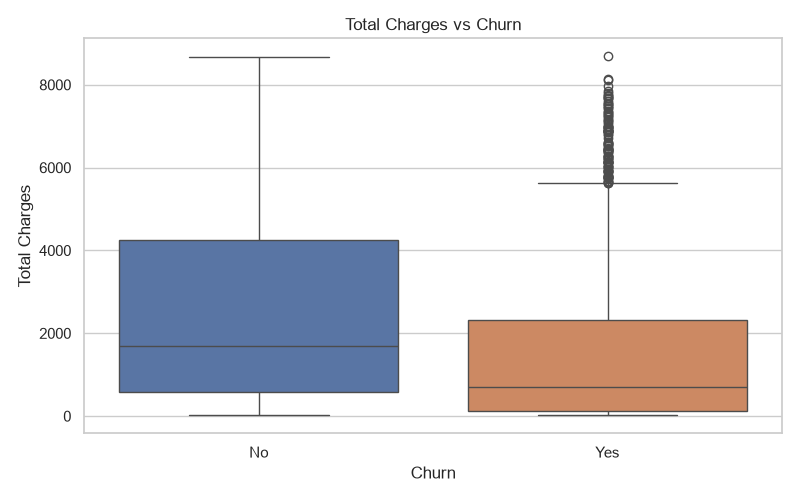 Total Charges vs Churn
Total Charges
8000
6000
4000
2000
0
No
Yes
Churn